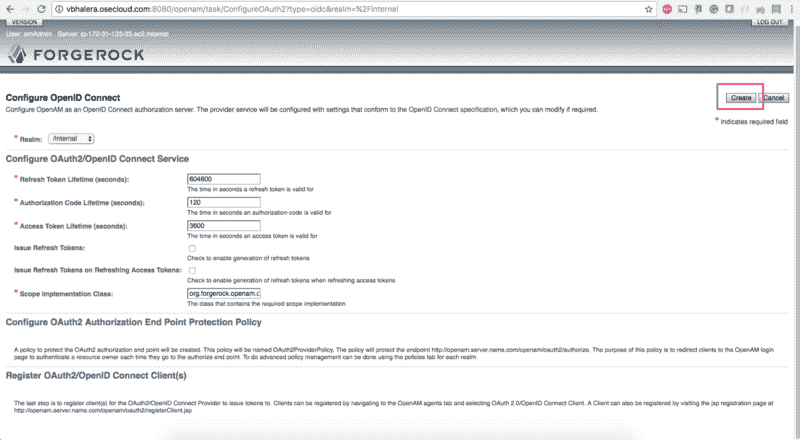 vbhalera.osecloud.com:8080/openam/task/ConfigureOAuth2?type=oidc&realm=%2Finternal
VERSION
LOG OUT
User: amAdmin Server: ip-172-31-123-33.ec2.internal
FORGEROCK
Configure OpenID Connect
Create Cancel
Configure OpenAM as an OpenID Connect authorization server. The provider service will be configured with settings that conform to the OpenID Connect specification, which you can modify if required.
* Indicates required field
* Realm: /internal
Configure OAuth2/OpenID Connect Service
* Refresh Token Lifetime (seconds): 604800
The time in seconds a refresh token is valid for
* Authorization Code Lifetime (seconds): 120
The time in seconds an authorization code is valid for
* Access Token Lifetime (seconds): 3600
The time in seconds an access token is valid for
Issue Refresh Tokens:
Check to enable generation of refresh tokens
Issue Refresh Tokens on Refreshing Access Tokens:
Check to enable generation of refresh tokens when refreshing access tokens
* Scope Implementation Class: org.forgerock.openam.c
The class that contains the required scope implementation
Configure OAuth2 Authorization End Point Protection Policy
A policy to protect the OAuth2 authorization end point will be created. This policy will be named OAuth2ProviderPolicy. The policy will protect the endpoint http://openam.server.name.com/openam/oauth2/authorize. The purpose of this policy is to redirect clients to the OpenAM login
page to authenticate a resource owner each time they go to the authorize end point. To do advanced policy management can be done using the policies tab for each realm.
Register OAuth2/OpenID Connect Client(s)
The last step is to register client(s) for the OAuth2/OpenID Connect Provider to issue tokens to. Clients can be registered by navigating to the OpenAM agents tab and selecting OAuth 2.0/OpenID Connect Client. A Client can also be registered by visiting the jsp registration page at
http://openam.server.name.com/openam/oauth2/registerClient.jsp